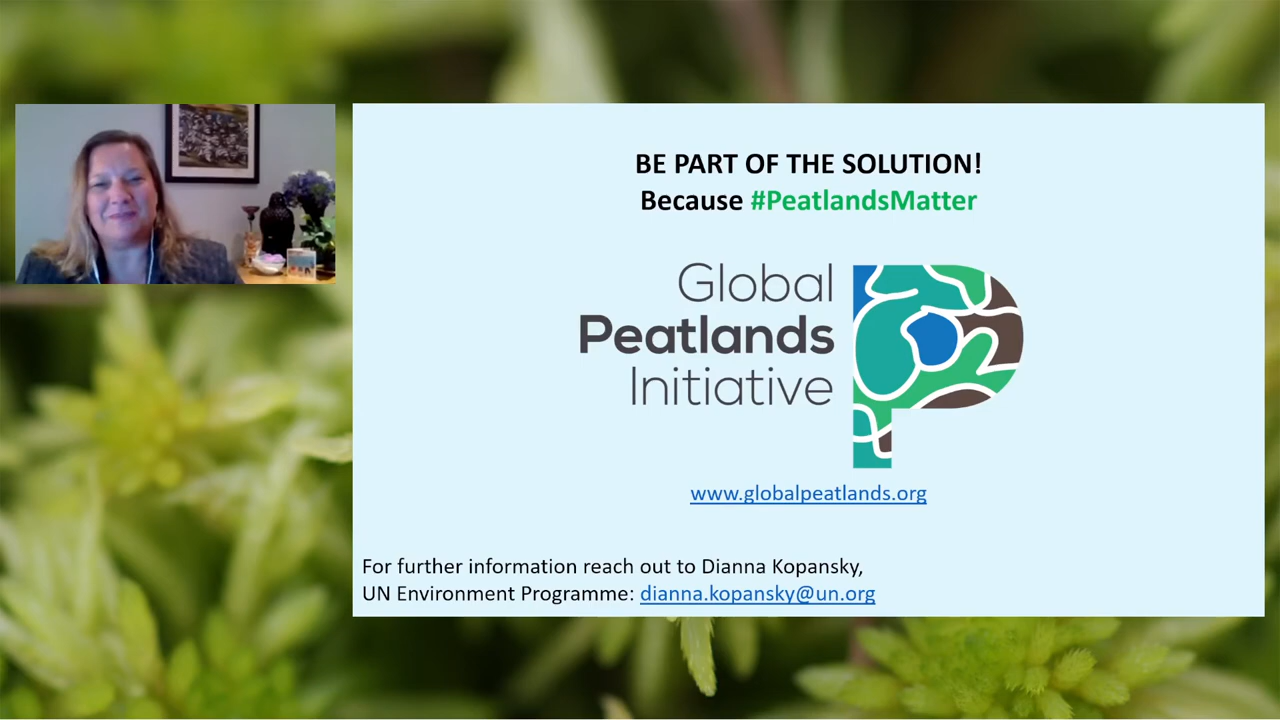 BE PART OF THE SOLUTION!
Because #PeatlandsMatter
Global
Peatlands
Initiative
www.globalpeatlands.org
For further information reach out to Dianna Kopansky,
UN Environment Programme: dianna.kopansky@un.org